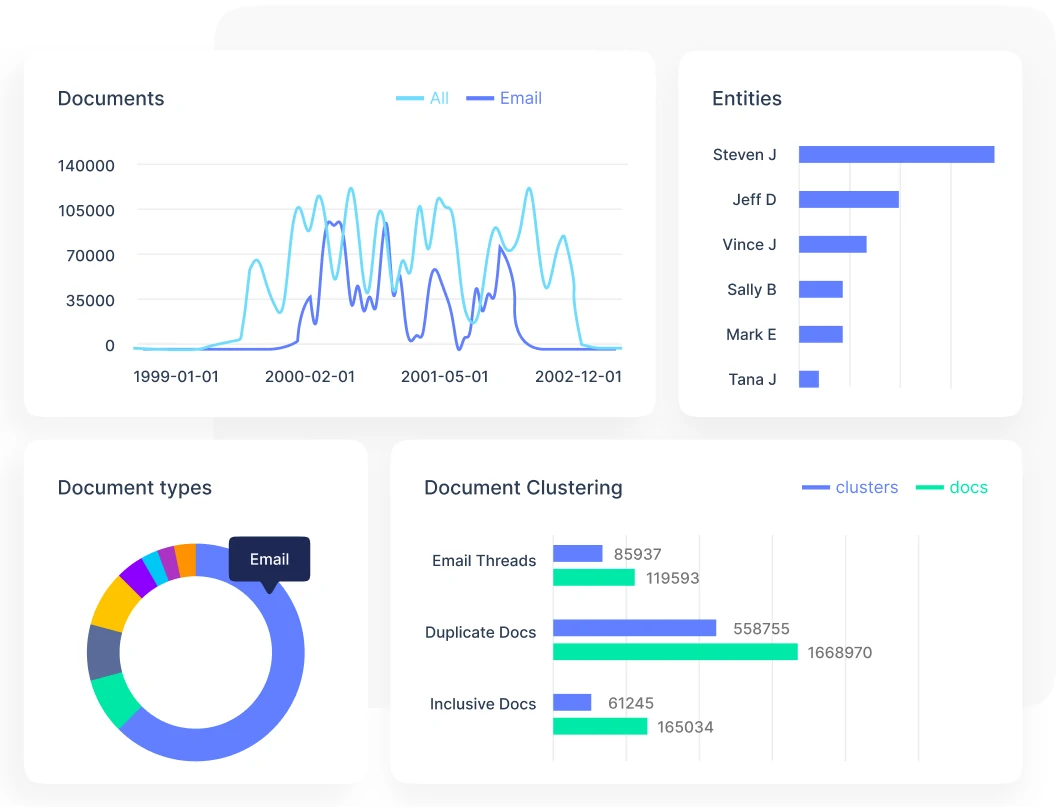 Documents
All Email
140000
105000
70000
35000
0
1999-01-01 2000-02-01 2001-05-01 2002-12-01
Entities
Steven J
Jeff D
Vince J
Sally B
Mark E
Tana J
Document types
Email
Document Clustering
clusters docs
Email Threads
85937
119593
Duplicate Docs
558755
1668970
Inclusive Docs
61245
165034